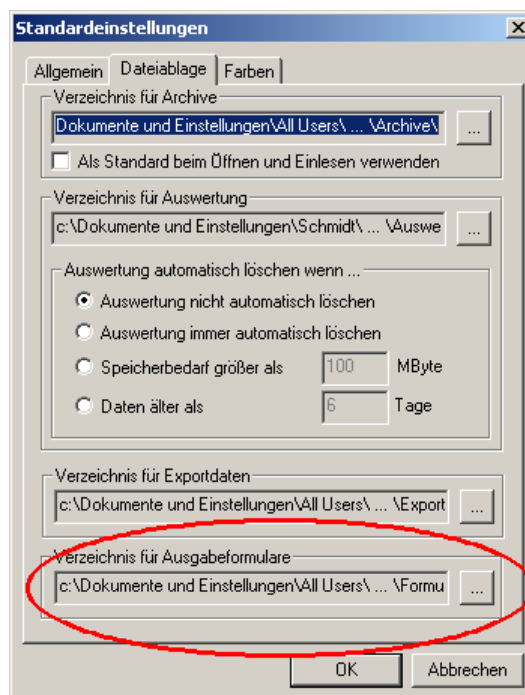 Standardeinstellungen
Allgemein Dateiablage Farben
Verzeichnis für Archive
Dokumente und Einstellungen\All Users\ ... \Archive\ ...
Als Standard beim Öffnen und Einlesen verwenden
Verzeichnis für Auswertung
c:\Dokumente und Einstellungen\Schmidt\ ... \Auswe ...
Auswertung automatisch löschen wenn ...
Auswertung nicht automatisch löschen
Auswertung immer automatisch löschen
Speicherbedarf größer als 100 MByte
Daten älter als 6 Tage
Verzeichnis für Exportdaten
c:\Dokumente und Einstellungen\All Users\ ... \Export ...
Verzeichnis für Ausgabeformulare
c:\Dokumente und Einstellungen\All Users\ ... \Formu ...
OK Abbrechen